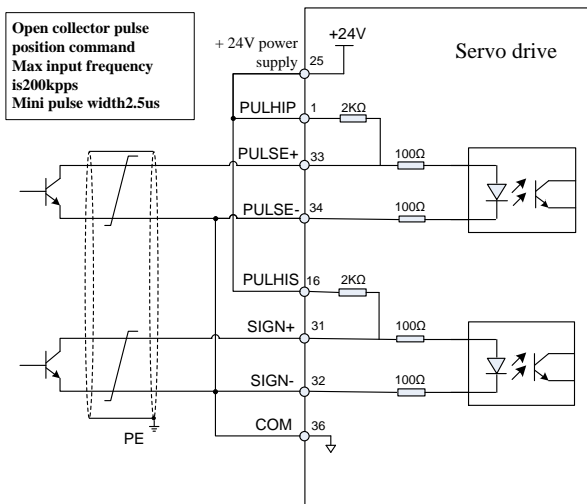 Open collector pulse
position command
Max input frequency
is200kpps
Mini pulse width2.5us
+ 24V power
supply
+24V
Servo drive
25
PULHIP
1
2KΩ
PULSE+
33
100Ω
PULSE-
34
100Ω
PULHIS
16
2KΩ
SIGN+
31
100Ω
SIGN-
32
100Ω
COM
36
PE